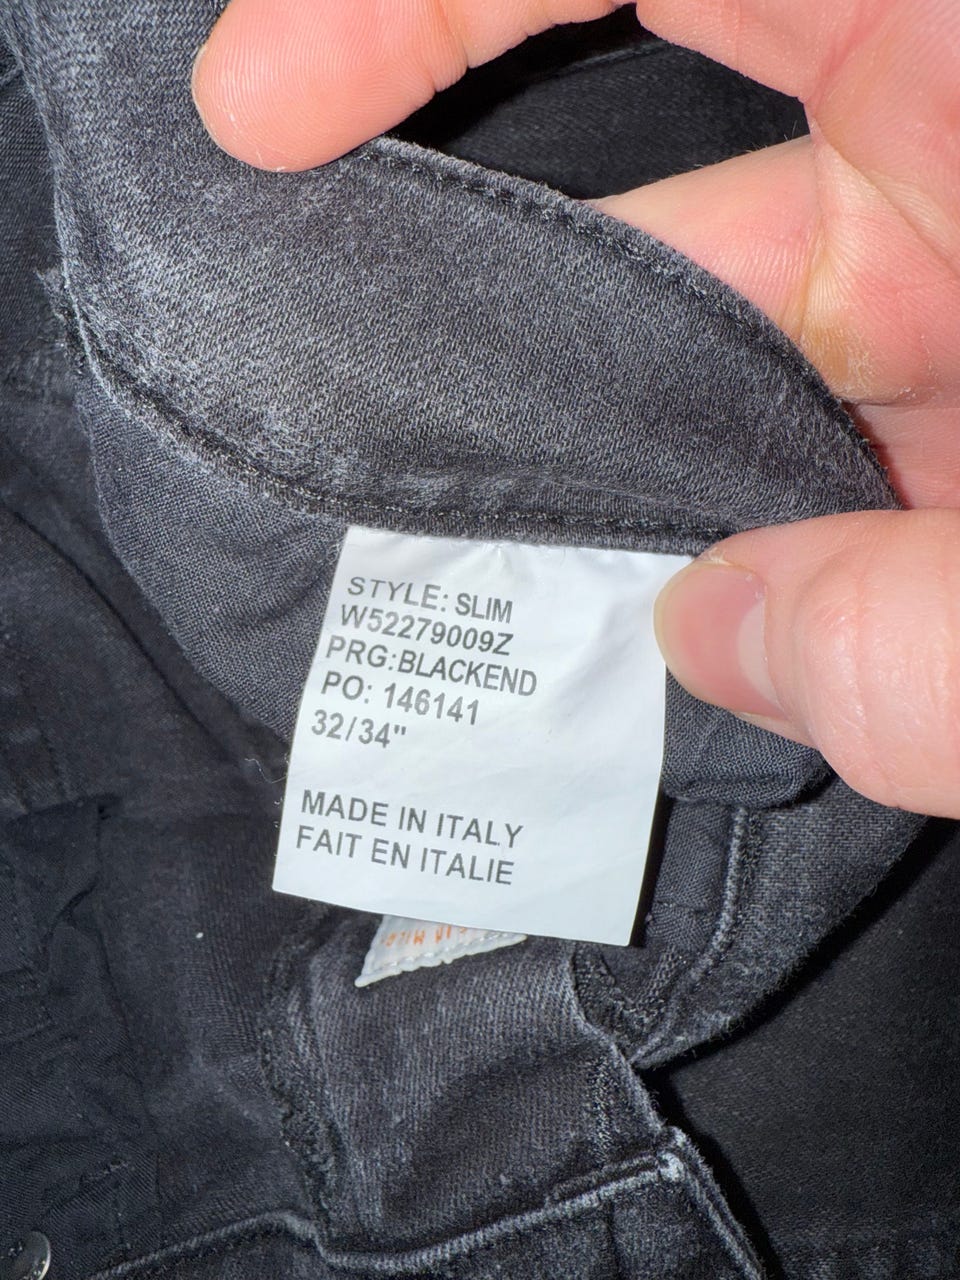 STYLE: SLIM
W52279009Z
PRG:BLACKEND
PO: 146141
32/34"
MADE IN ITALY
FAIT EN ITALIE